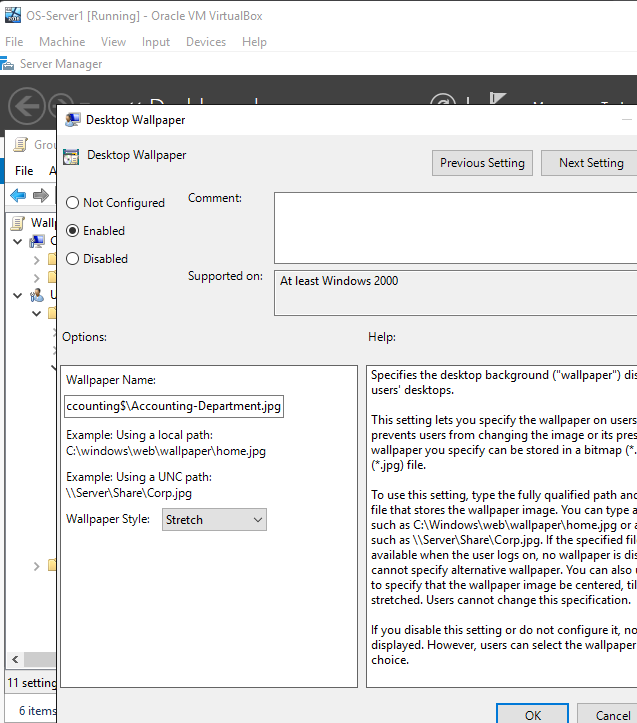 OS-Server1 [Running] - Oracle VM VirtualBox
File Machine View Input Devices Help
Server Manager
Desktop Wallpaper
Grou
File A
Desktop Wallpaper
Previous Setting Next Setting
Not Configured
Comment:
Enabled
Disabled
Supported on:
At least Windows 2000
Wallp
C
U
Options:
Help:
Wallpaper Name:
ccounting$\Accounting-Department.jpg
Example: Using a local path:
C:\windows\web\wallpaper\home.jpg
Example: Using a UNC path:
\\Server\Share\Corp.jpg
Wallpaper Style: Stretch
Specifies the desktop background ("wallpaper") dis
users' desktops.
This setting lets you specify the wallpaper on users
prevents users from changing the image or its pres
wallpaper you specify can be stored in a bitmap (*.
(*.jpg) file.
To use this setting, type the fully qualified path and
file that stores the wallpaper image. You can type a
such as C:\Windows\web\wallpaper\home.jpg or a
such as \\Server\Share\Corp.jpg. If the specified fil
available when the user logs on, no wallpaper is dis
cannot specify alternative wallpaper. You can also u
to specify that the wallpaper image be centered, til
stretched. Users cannot change this specification.
If you disable this setting or do not configure it, no
displayed. However, users can select the wallpaper
choice.
11 setting
6 items
OK Cancel